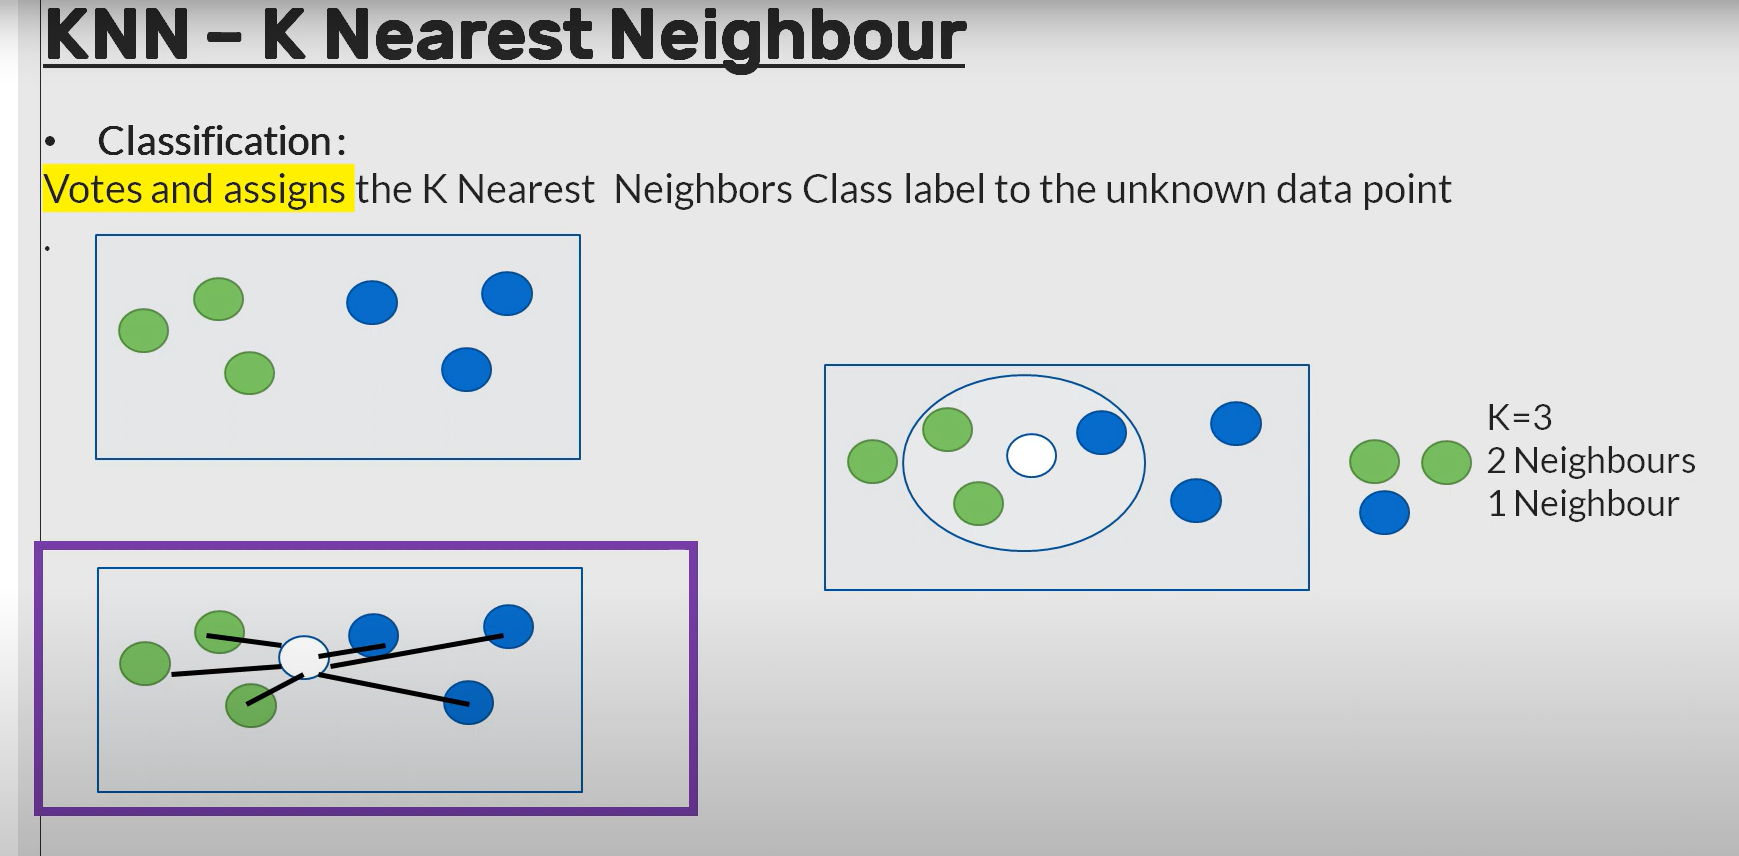 KNN – K Nearest Neighbour
• Classification:
Votes and assigns the K Nearest Neighbors Class label to the unknown data point
.
K=3
2 Neighbours
1 Neighbour